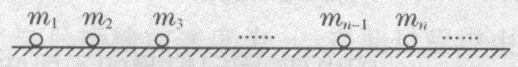 m₁ m₂ m₃ ...... mₙ₋₁ mₙ ......